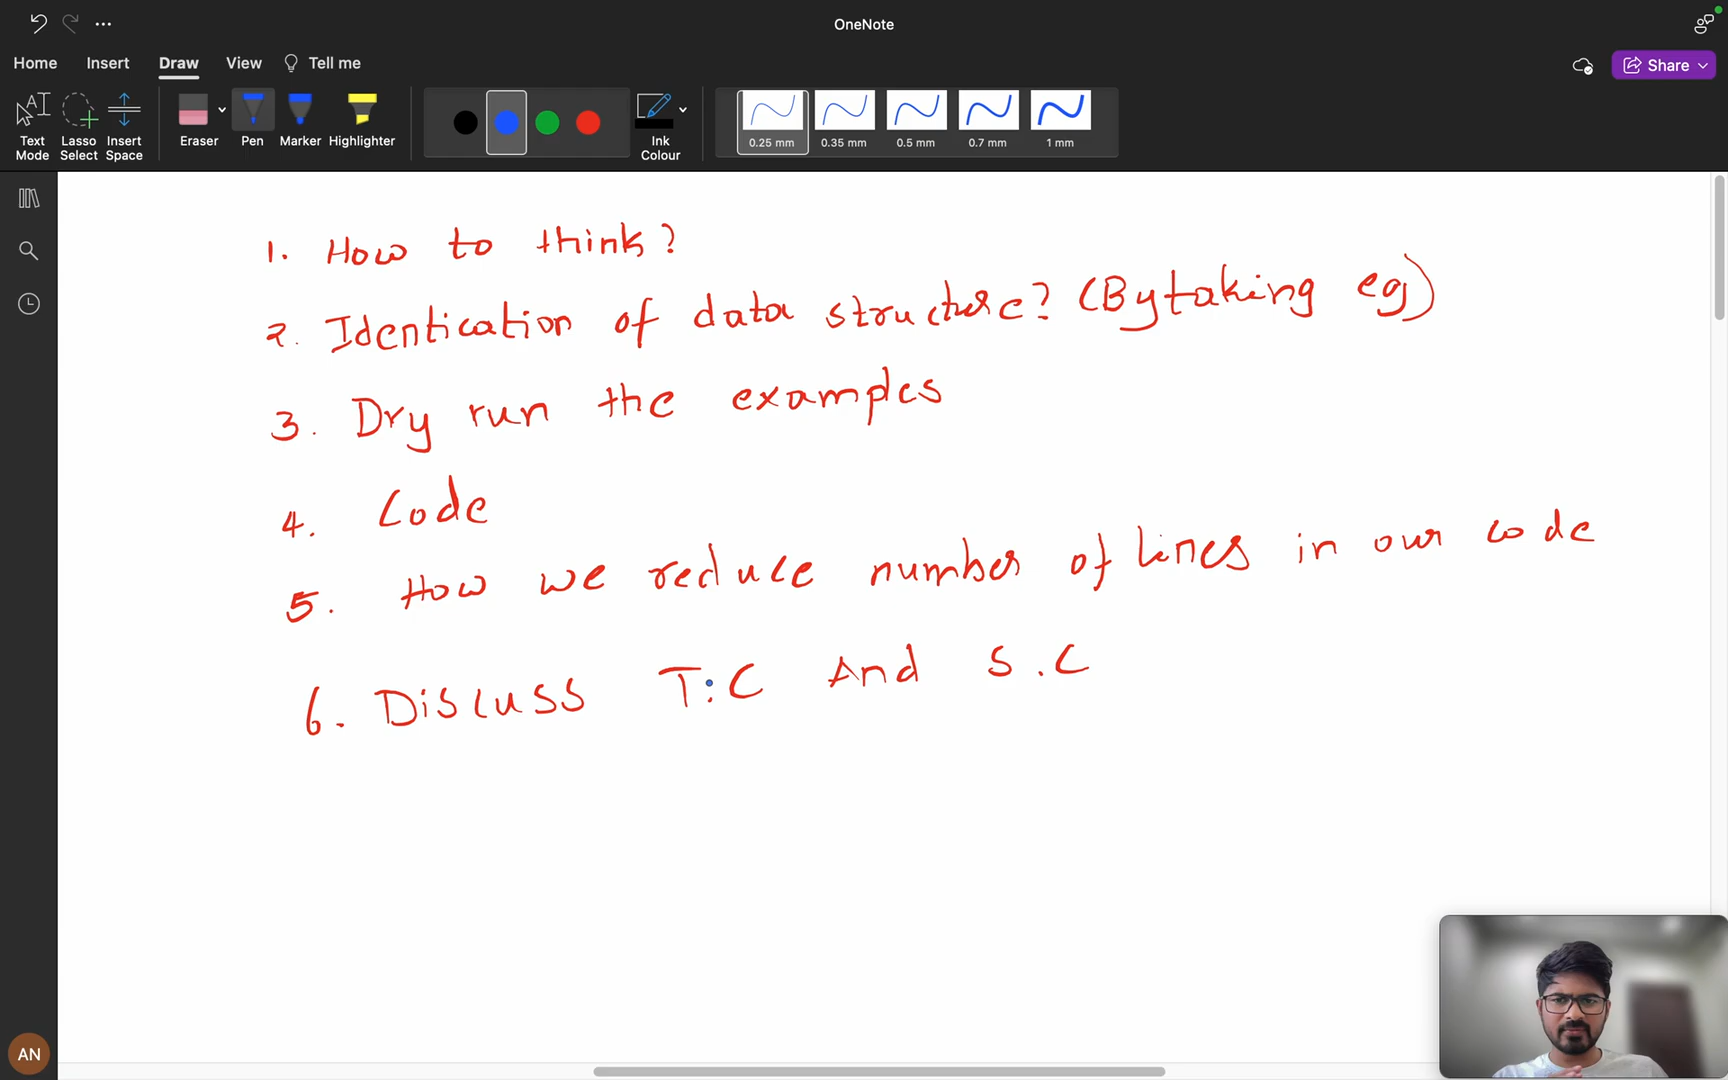 OneNote
Home Insert Draw View Tell me
Share
Text Mode
Lasso Select
Insert Space
Eraser
Pen
Marker
Highlighter
Ink Colour
0.25 mm
0.35 mm
0.5 mm
0.7 mm
1 mm
1. How to think?
2. Identication of data structure? (By taking eg)
3. Dry run the examples
4. Code
5. How we reduce number of lines in our code
6. Discuss T.C And S.C
AN